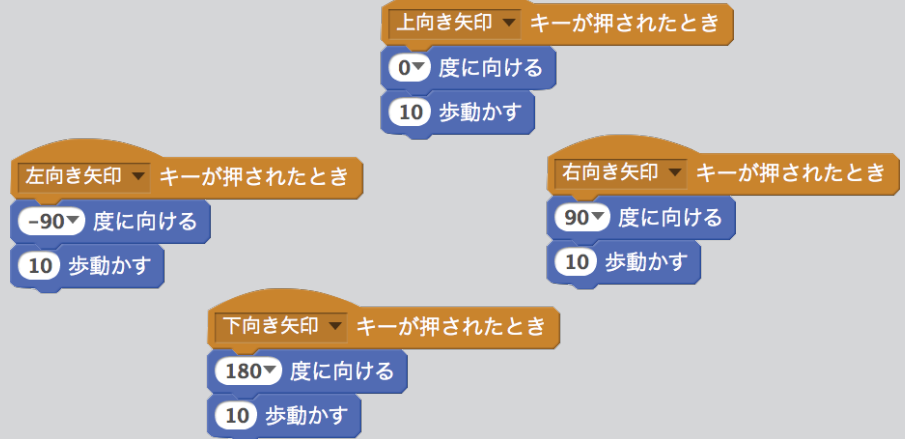 上向き矢印 キーが押されたとき
0 度に向ける
10 歩動かす
左向き矢印 キーが押されたとき
-90 度に向ける
10 歩動かす
右向き矢印 キーが押されたとき
90 度に向ける
10 歩動かす
下向き矢印 キーが押されたとき
180 度に向ける
10 歩動かす